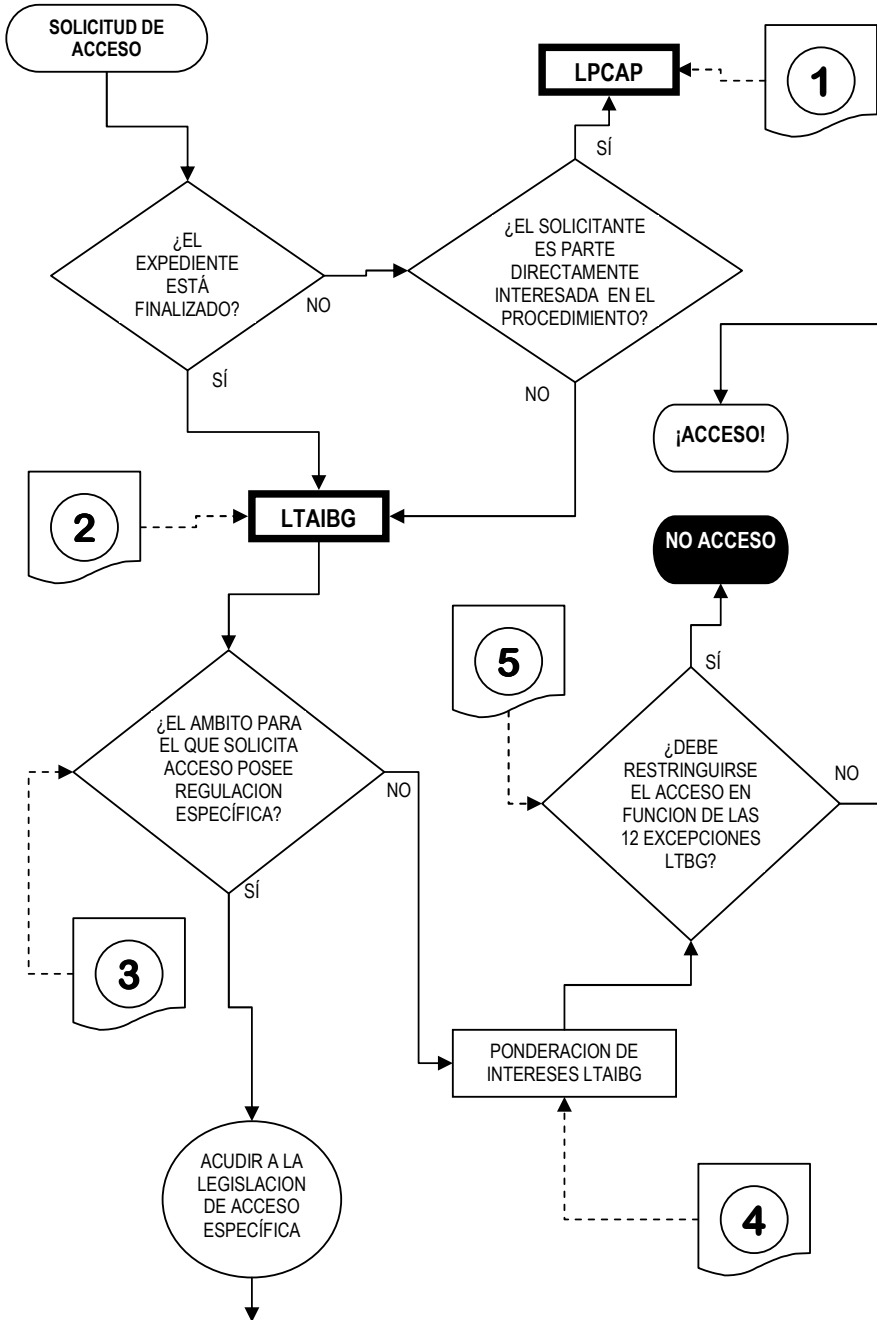 SOLICITUD DE
ACCESO
LPCAP
1
SÍ
¿EL
EXPEDIENTE
ESTÁ
FINALIZADO?
NO
SÍ
¿EL SOLICITANTE
ES PARTE
DIRECTAMENTE
INTERESADA EN EL
PROCEDIMIENTO?
NO
¡ACCESO!
2
LTAIBG
NO ACCESO
5
SÍ
¿EL AMBITO PARA
EL QUE SOLICITA
ACCESO POSEE
REGULACION
ESPECÍFICA?
NO
SÍ
¿DEBE
RESTRINGUIRSE
EL ACCESO EN
FUNCION DE LAS
12 EXCEPCIONES
LTBG?
NO
3
PONDERACION DE
INTERESES LTAIBG
ACUDIR A LA
LEGISLACION
DE ACCESO
ESPECÍFICA
4